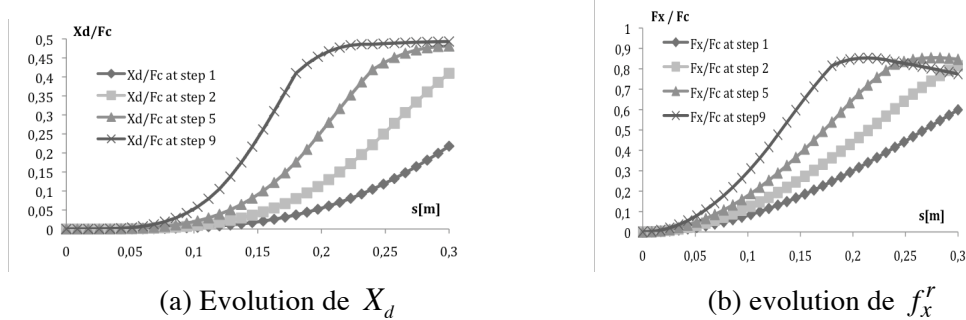 Xd/Fc
0,5
0,45
0,4
0,35
0,3
0,25
0,2
0,15
0,1
0,05
0
Xd/Fc at step 1
Xd/Fc at step 2
Xd/Fc at step 5
Xd/Fc at step 9
s[m]
0 0,05 0,1 0,15 0,2 0,25 0,3
(a) Evolution de X_d
Fx / Fc
1
0,9
0,8
0,7
0,6
0,5
0,4
0,3
0,2
0,1
0
Fx/Fc at step 1
Fx/Fc at step 2
Fx/Fc at step 5
Fx/Fc at step9
s[m]
0 0,05 0,1 0,15 0,2 0,25 0,3
(b) evolution de f_x^r